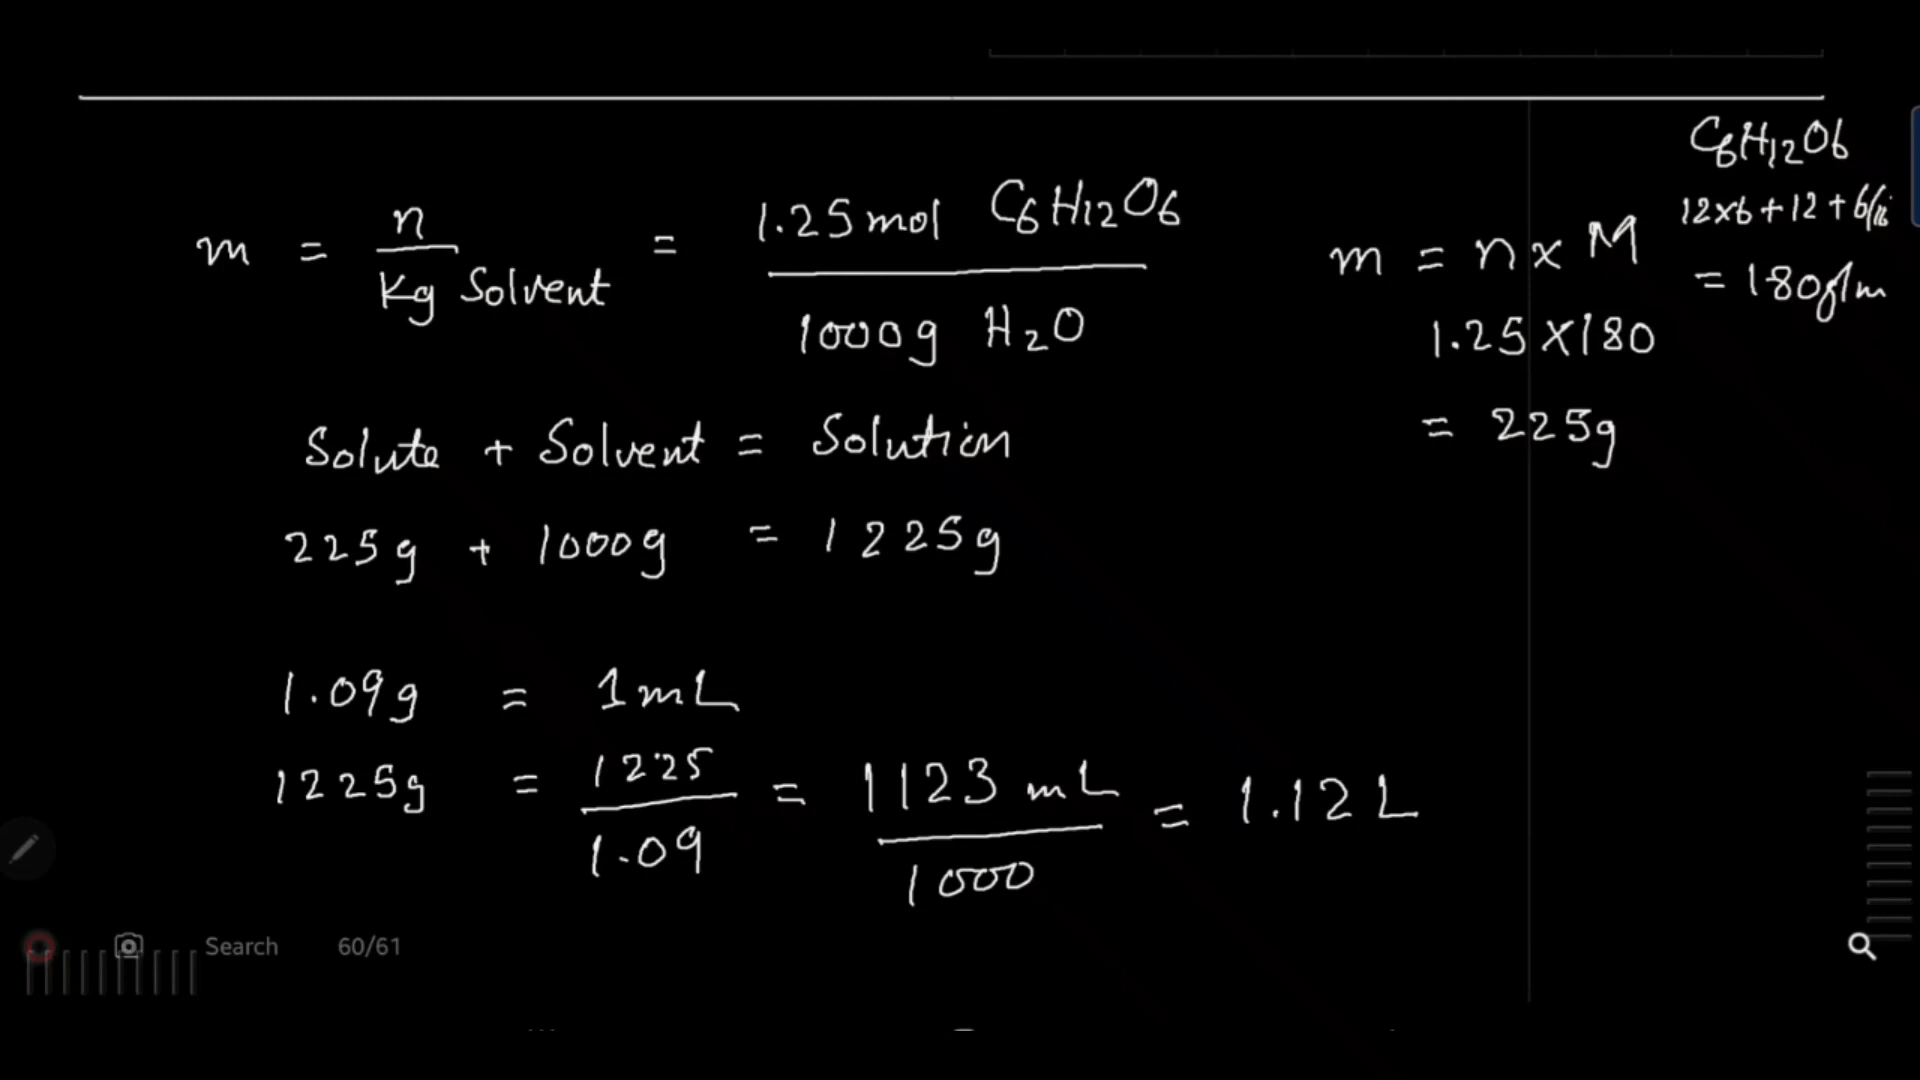 m = n / Kg Solvent = 1.25 mol C6H12O6 / 1000g H2O
Solute + Solvent = Solution
225g + 1000g = 1225g
1.09g = 1mL
1225g = 1225 / 1.09 = 1123 mL / 1000 = 1.12 L
C6H12O6
12x6+12+6/16
= 180g/m
m = n x M
1.25 X 180
= 225g
Search 60/61